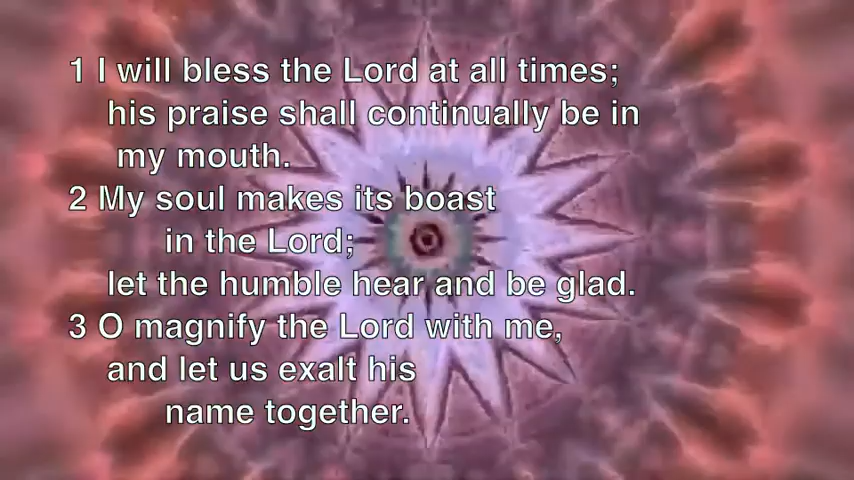 1 I will bless the Lord at all times;
his praise shall continually be in
my mouth.
2 My soul makes its boast
in the Lord;
let the humble hear and be glad.
3 O magnify the Lord with me,
and let us exalt his
name together.